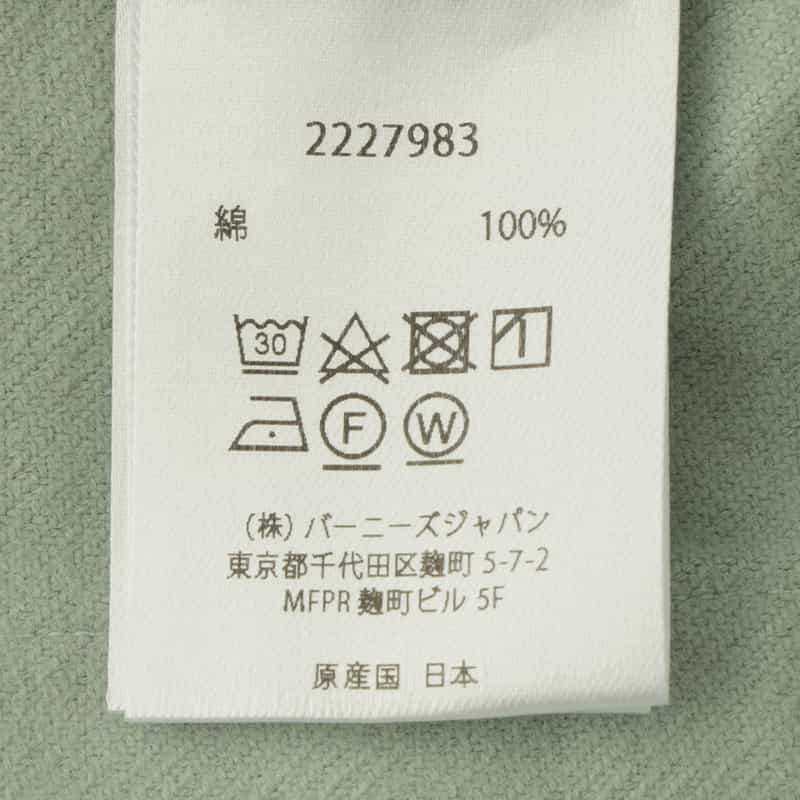 2227983
綿 100%
30
F W
(株) バーニーズジャパン
東京都千代田区麹町 5-7-2
MFPR 麹町ビル 5F
原産国 日本